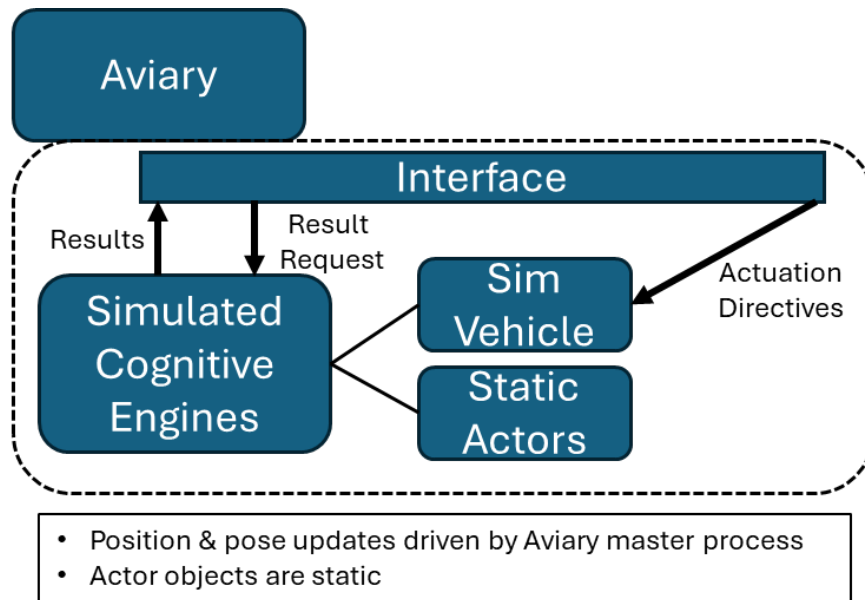 Aviary
Interface
Results
Result
Request
Simulated
Cognitive
Engines
Sim
Vehicle
Static
Actors
Actuation
Directives
• Position & pose updates driven by Aviary master process
• Actor objects are static